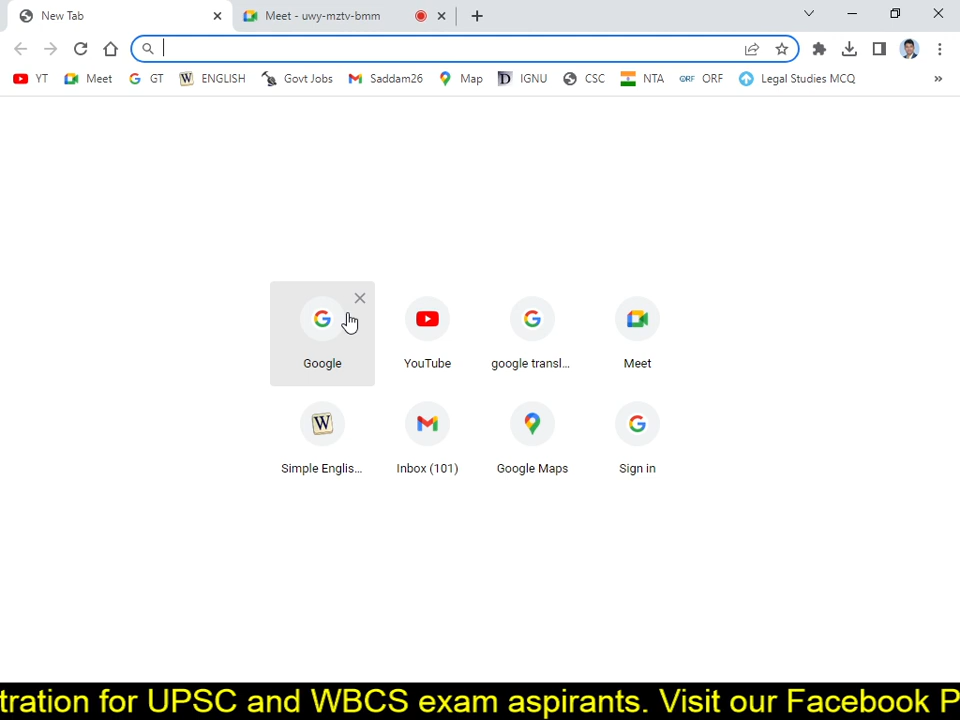 New Tab
Meet - uwy-mztv-bmm
YT Meet GT ENGLISH Govt Jobs Saddam26 Map IGNU CSC NTA ORF Legal Studies MCQ »
Google YouTube google transl... Meet
Simple Englis... Inbox (101) Google Maps Sign in
tration for UPSC and WBCS exam aspirants. Visit our Facebook P